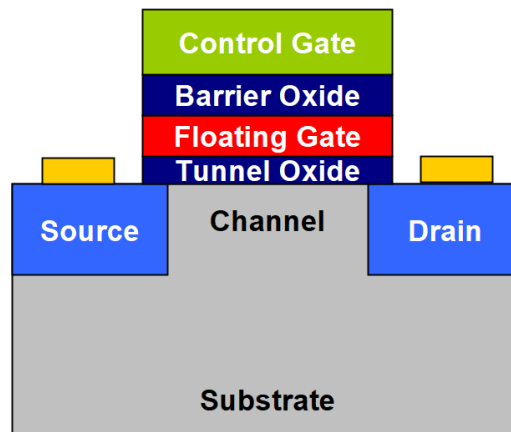 Control Gate
Barrier Oxide
Floating Gate
Tunnel Oxide
Source
Channel
Drain
Substrate